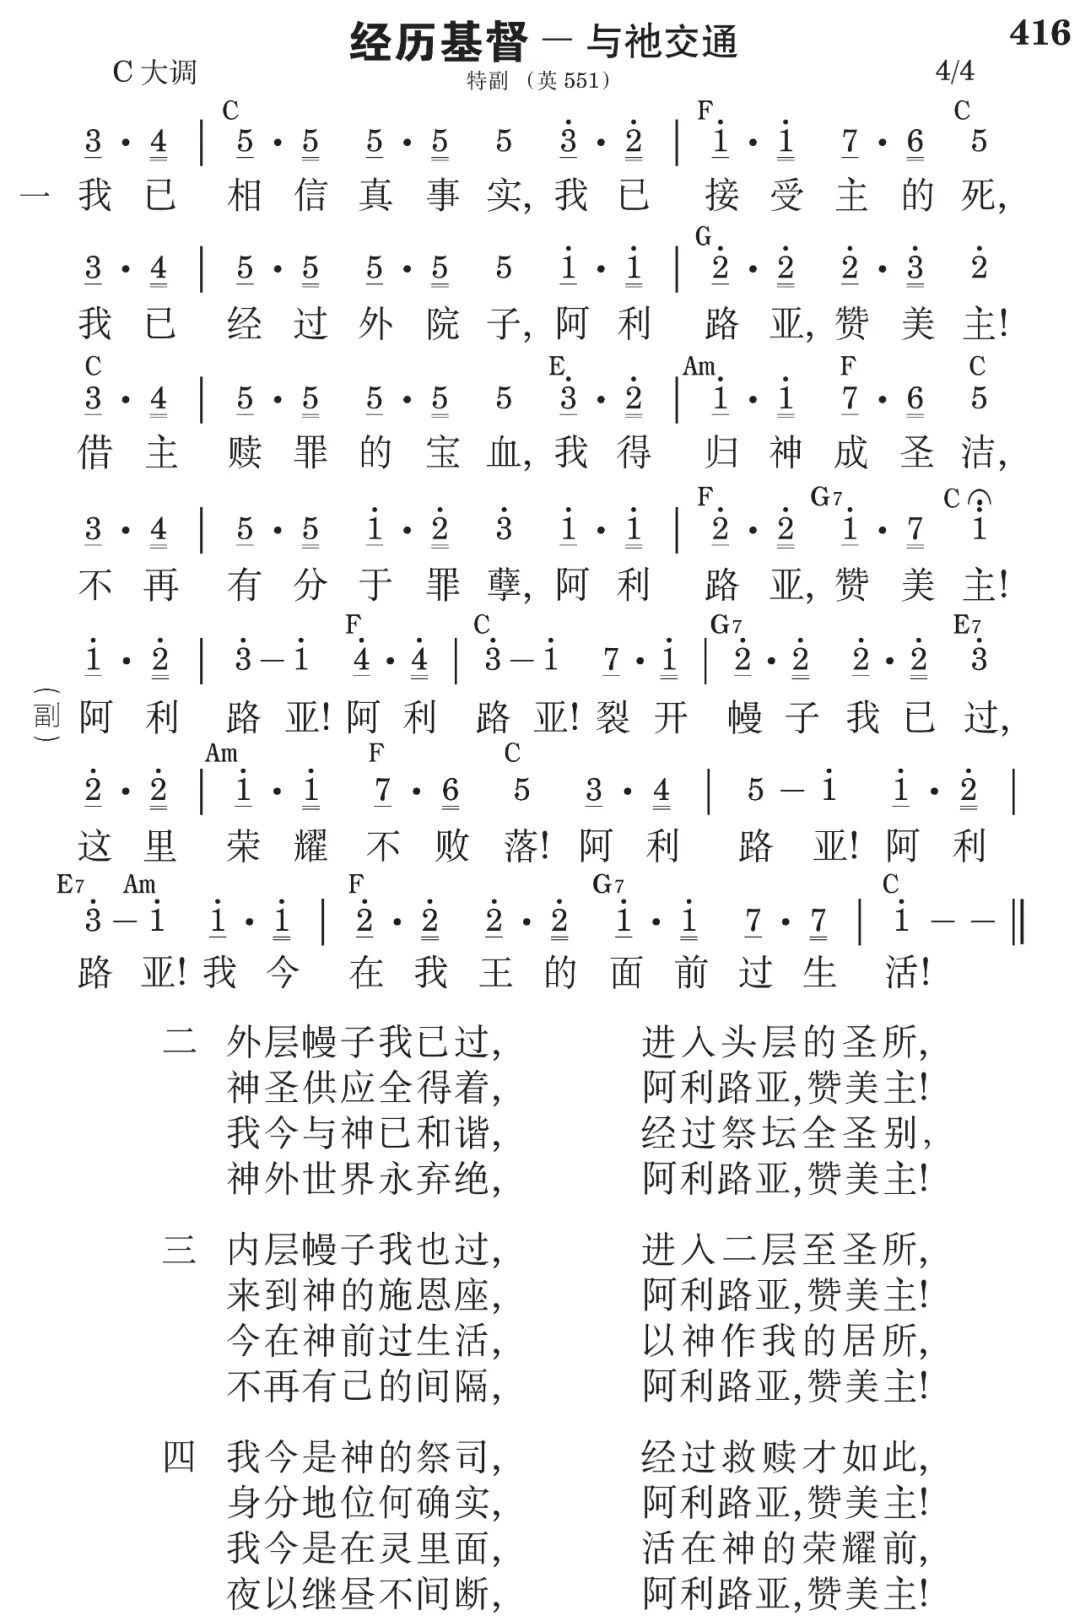 经历基督－与祂交通 416
C 大调 特副（英 551） 4/4
C F C
3 · 4 | 5 · 5 5 · 5 5 3̇ · 2̇ | 1̇ · 1̇ 7 · 6 5
一 我已 相信真事实, 我已 接受主的死,
G
3 · 4 | 5 · 5 5 · 5 5 1̇ · 1̇ | 2̇ · 2̇ 2̇ · 3̇ 2̇
我已 经过外院子, 阿利 路亚, 赞美主!
C E Am F C
3 · 4 | 5 · 5 5 · 5 5 3̇ · 2̇ | 1̇ · 1̇ 7 · 6 5
借主 赎罪的宝血, 我得 归神成圣洁,
F G7 C
3 · 4 | 5 · 5 1̇ · 2̇ 3̇ 1̇ · 1̇ | 2̇ · 2̇ 1̇ · 7 1̇
不再 有分于罪孽, 阿利 路亚, 赞美主!
F C G7 E7
1̇ · 2̇ | 3̇ – 1̇ 4̇ · 4̇ | 3̇ – 1̇ 7 · 1̇ | 2̇ · 2̇ 2̇ · 2̇ 3̇
(副) 阿利 路亚! 阿利 路亚! 裂开 幔子我已过,
Am F C
2̇ · 2̇ | 1̇ · 1̇ 7 · 6 5 3 · 4 | 5 – 1̇ 1̇ · 2̇ |
这里 荣耀不败落! 阿利 路亚! 阿利
E7 Am F G7 C
3̇ – 1̇ 1̇ · 1̇ | 2̇ · 2̇ 2̇ · 2̇ 1̇ · 1̇ 7 · 7 | 1̇ – – ||
路亚! 我今 在我王的面前过生活!
二 外层幔子我已过, 进入头层的圣所,
神圣供应全得着, 阿利路亚,赞美主!
我今与神已和谐, 经过祭坛全圣别,
神外世界永弃绝, 阿利路亚,赞美主!
三 内层幔子我也过, 进入二层至圣所,
来到神的施恩座, 阿利路亚,赞美主!
今在神前过生活, 以神作我的居所,
不再有己的间隔, 阿利路亚,赞美主!
四 我今是神的祭司, 经过救赎才如此,
身分地位何确实, 阿利路亚,赞美主!
我今是在灵里面, 活在神的荣耀前,
夜以继昼不间断, 阿利路亚,赞美主!